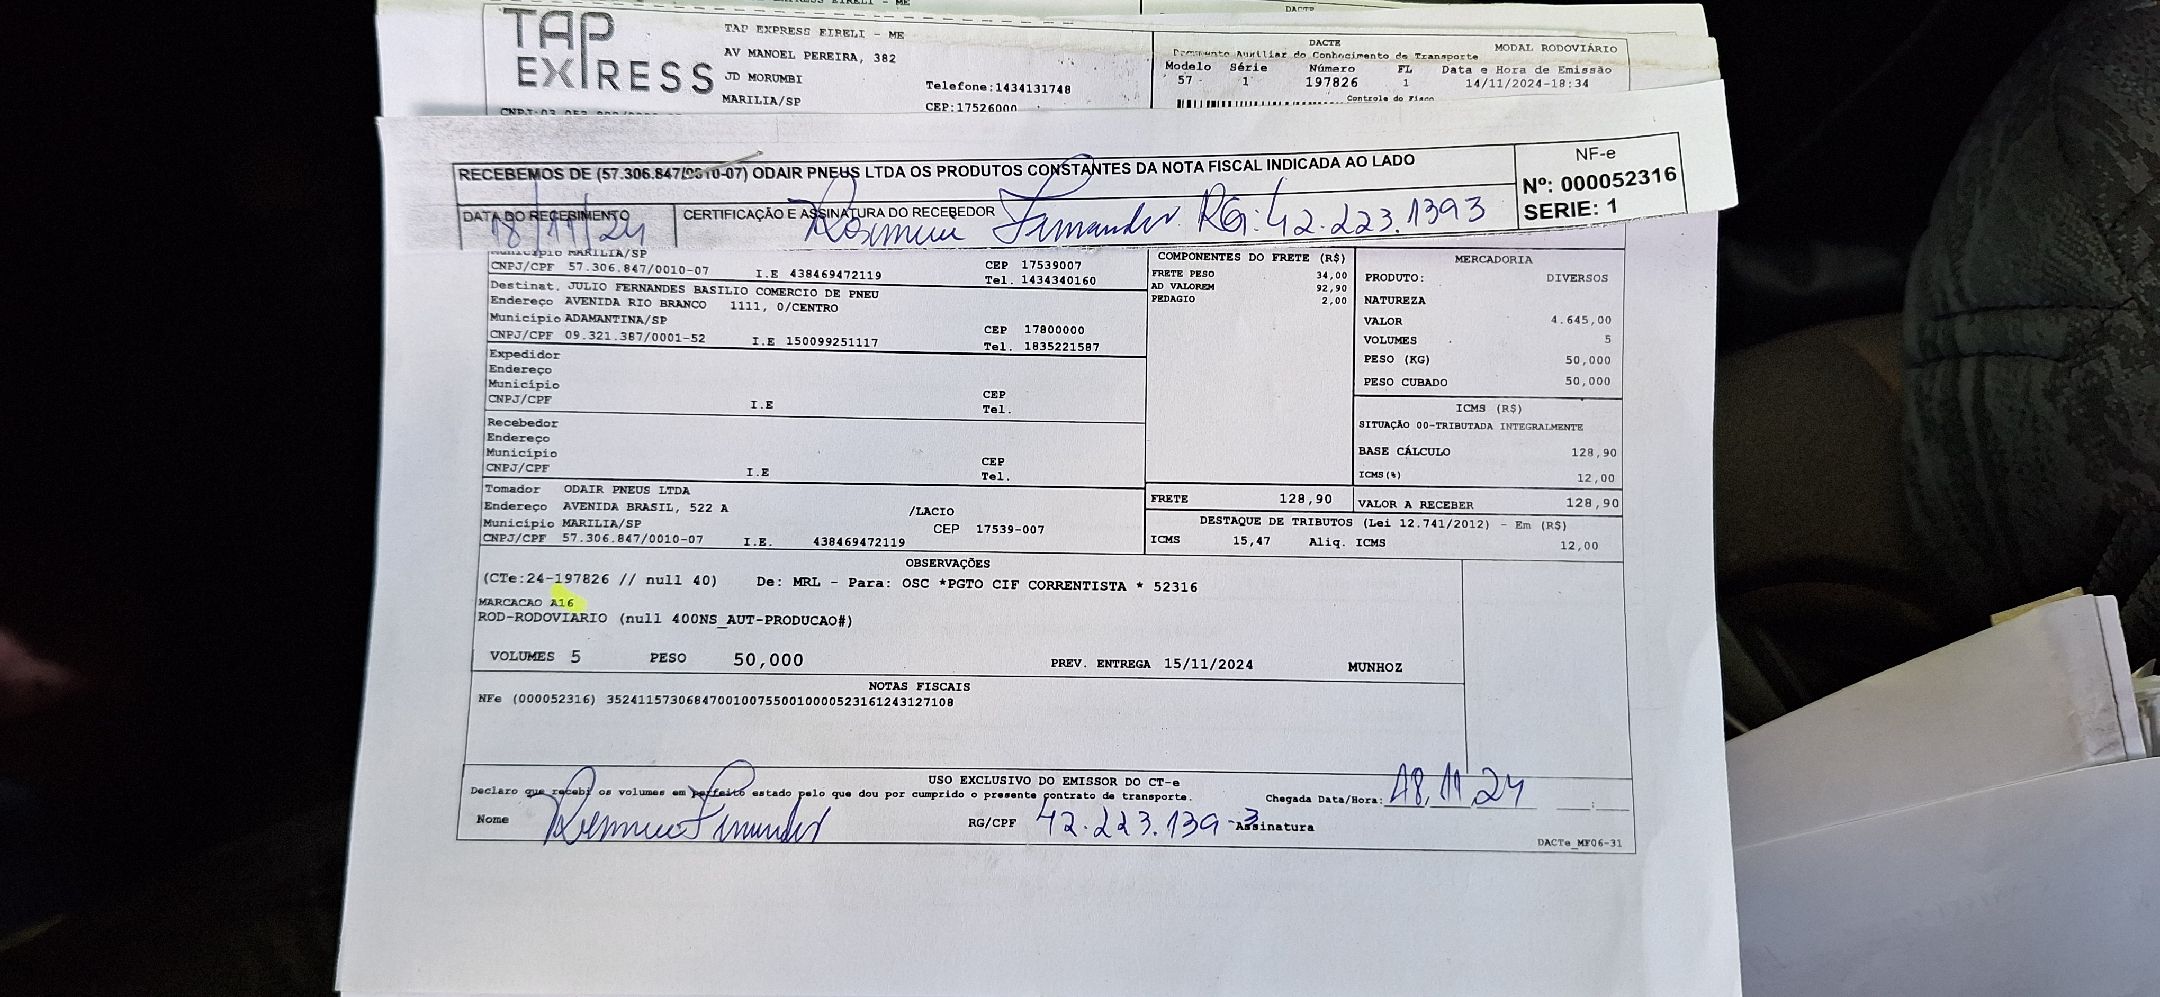 DACTE
TAP EXPRESS
TAP EXPRESS EIRELI - ME
AV MANOEL PEREIRA, 382
JD MORUMBI
MARILIA/SP
Telefone:1434131748
CEP:17526000
DACTE
Documento Auxiliar do Conhecimento de Transporte
MODAL RODOVIÁRIO
Modelo Série Número FL Data e Hora de Emissão
57 1 197826 1 14/11/2024-18:34
Controle do Fisco
RECEBEMOS DE (57.306.847/0010-07) ODAIR PNEUS LTDA OS PRODUTOS CONSTANTES DA NOTA FISCAL INDICADA AO LADO
NF-e
Nº: 000052316
SERIE: 1
DATA DO RECEBIMENTO
18/11/24
CERTIFICAÇÃO E ASSINATURA DO RECEBEDOR
Fernandes RG: 42.223.1393
Município MARILIA/SP
CNPJ/CPF 57.306.847/0010-07 I.E 438469472119
CEP 17539007
Tel. 1434340160
Destinat. JULIO FERNANDES BASILIO COMERCIO DE PNEU
Endereço AVENIDA RIO BRANCO 1111, 0/CENTRO
Município ADAMANTINA/SP
CNPJ/CPF 09.321.387/0001-52 I.E 150099251117
CEP 17800000
Tel. 1835221587
Expedidor
Endereço
Município
CNPJ/CPF I.E
CEP
Tel.
Recebedor
Endereço
Município
CNPJ/CPF I.E
CEP
Tel.
Tomador ODAIR PNEUS LTDA
Endereço AVENIDA BRASIL, 522 A /LACIO
Município MARILIA/SP CEP 17539-007
CNPJ/CPF 57.306.847/0010-07 I.E. 438469472119
COMPONENTES DO FRETE (R$)
FRETE PESO 34,00
AD VALOREM 92,90
PEDAGIO 2,00
FRETE 128,90
MERCADORIA
PRODUTO: DIVERSOS
NATUREZA
VALOR 4.645,00
VOLUMES 5
PESO (KG) 50,000
PESO CUBADO 50,000
ICMS (R$)
SITUAÇÃO 00-TRIBUTADA INTEGRALMENTE
BASE CÁLCULO 128,90
ICMS(%) 12,00
VALOR A RECEBER 128,90
DESTAQUE DE TRIBUTOS (Lei 12.741/2012) - Em (R$)
ICMS 15,47 Aliq. ICMS 12,00
OBSERVAÇÕES
(CTe:24-197826 // null 40) De: MRL - Para: OSC *PGTO CIF CORRENTISTA * 52316
MARCACAO A16
ROD-RODOVIARIO (null 400NS_AUT-PRODUCAO#)
VOLUMES 5 PESO 50,000 PREV. ENTREGA 15/11/2024 MUNHOZ
NOTAS FISCAIS
NFe (000052316) 35241157306847001007550010000523161243127108
USO EXCLUSIVO DO EMISSOR DO CT-e
Declaro que recebi os volumes em perfeito estado pelo que dou por cumprido o presente contrato de transporte.
Chegada Data/Hora: 18.11.24 __:__
Nome Fernandes RG/CPF 42.223.139-3 Assinatura
DACTe_MF06-31